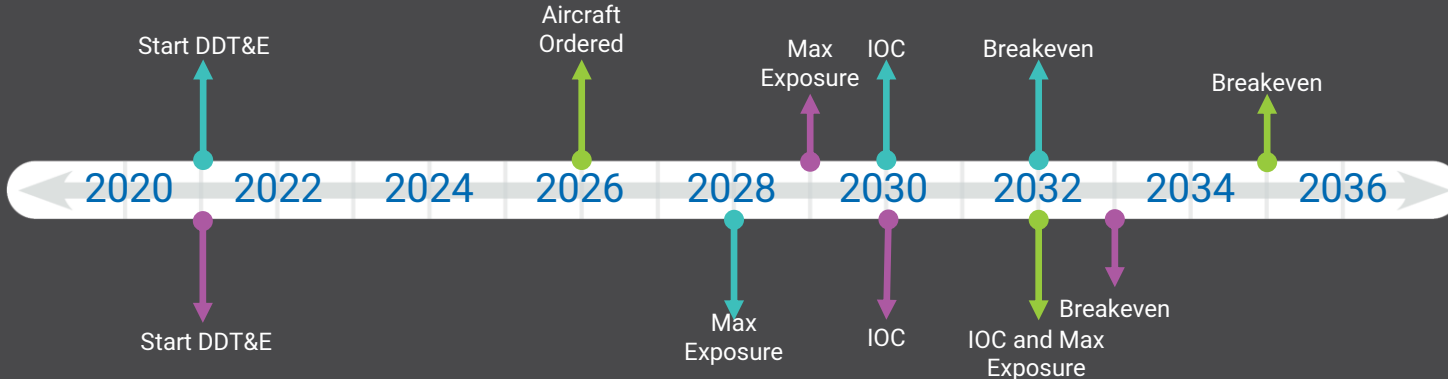 Aircraft
Ordered
Start DDT&E
Max
Exposure
IOC
Breakeven
Breakeven
2020
2022
2024
2026
2028
2030
2032
2034
2036
Start DDT&E
Max
Exposure
IOC
IOC and Max
Exposure
Breakeven